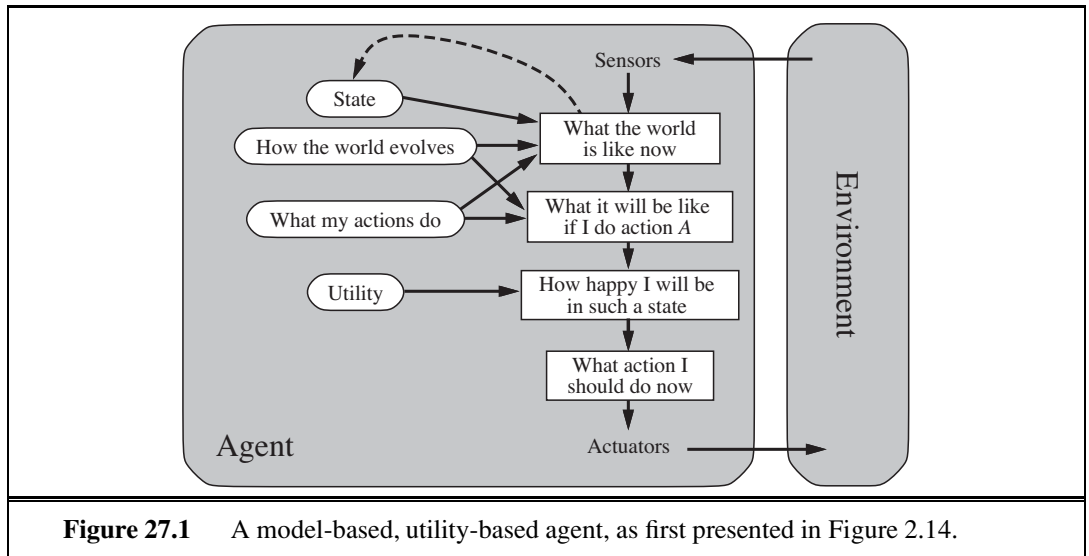 Sensors
State
What the world
is like now
How the world evolves
What my actions do
What it will be like
if I do action A
Utility
How happy I will be
in such a state
What action I
should do now
Agent
Actuators
Environment
Figure 27.1 A model-based, utility-based agent, as first presented in Figure 2.14.